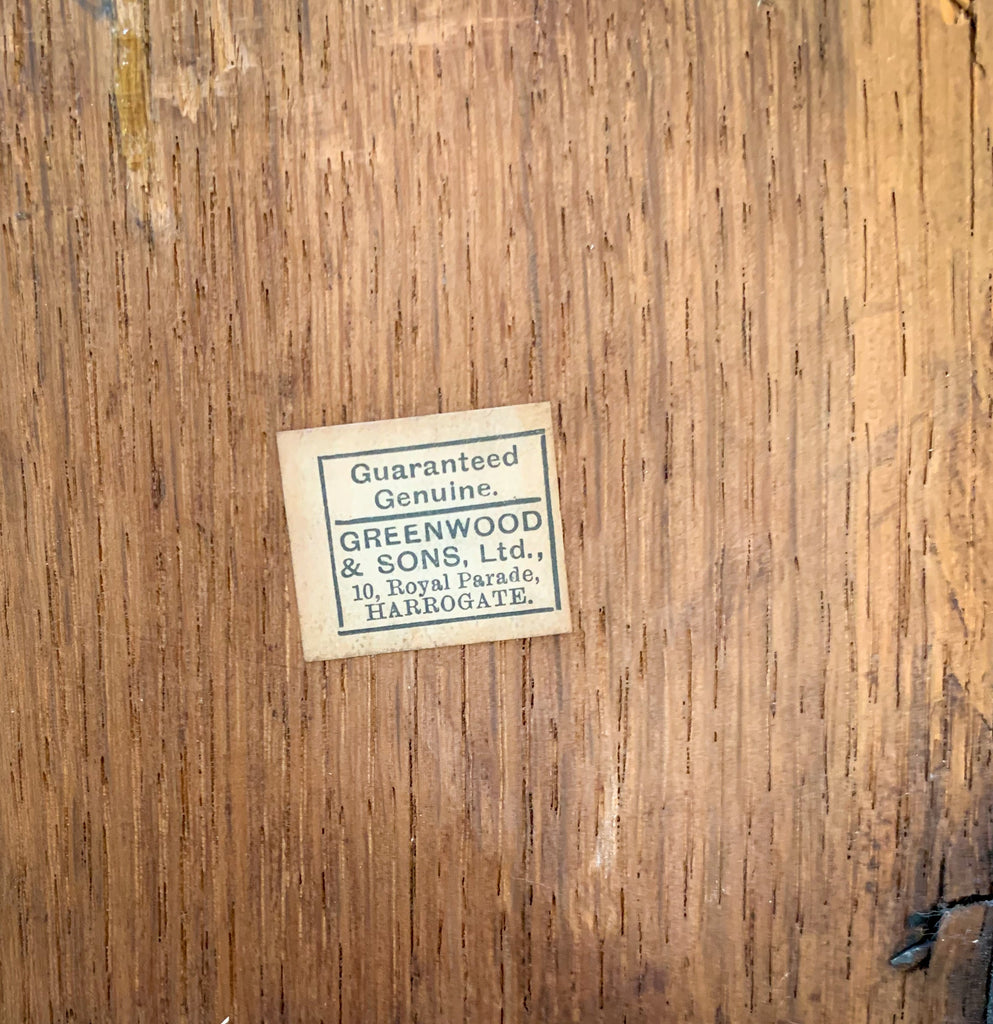 Guaranteed
Genuine.
GREENWOOD
& SONS, Ltd.,
10, Royal Parade,
HARROGATE.